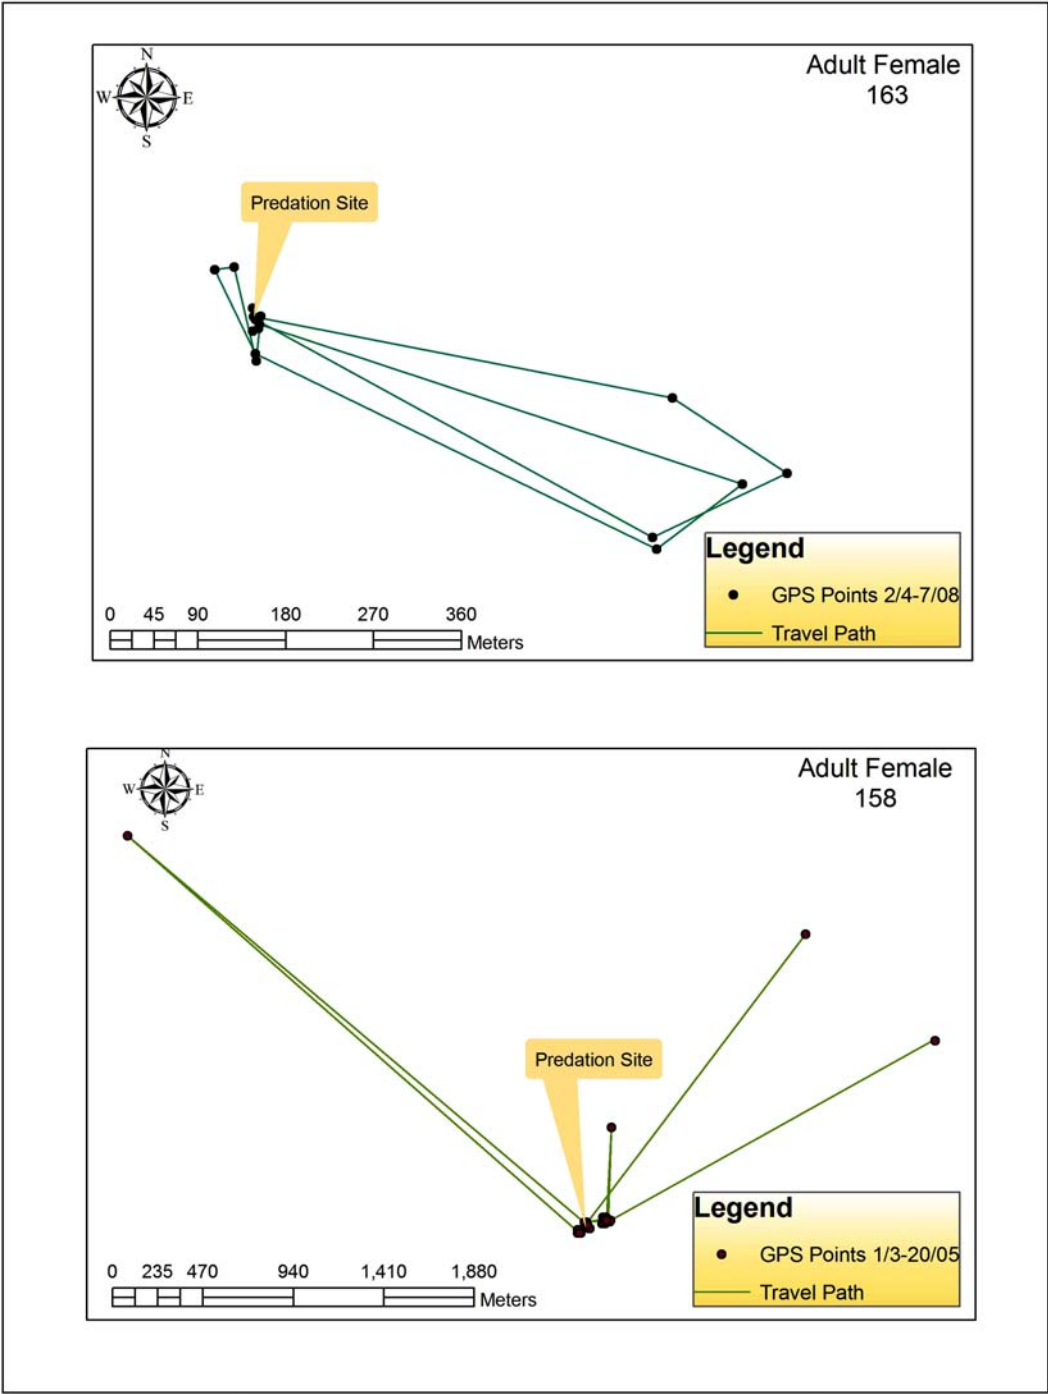 N
W E
S
Adult Female
163
Predation Site
Legend
GPS Points 2/4-7/08
Travel Path
0 45 90 180 270 360
Meters
N
W E
S
Adult Female
158
Predation Site
Legend
GPS Points 1/3-20/05
Travel Path
0 235 470 940 1,410 1,880
Meters